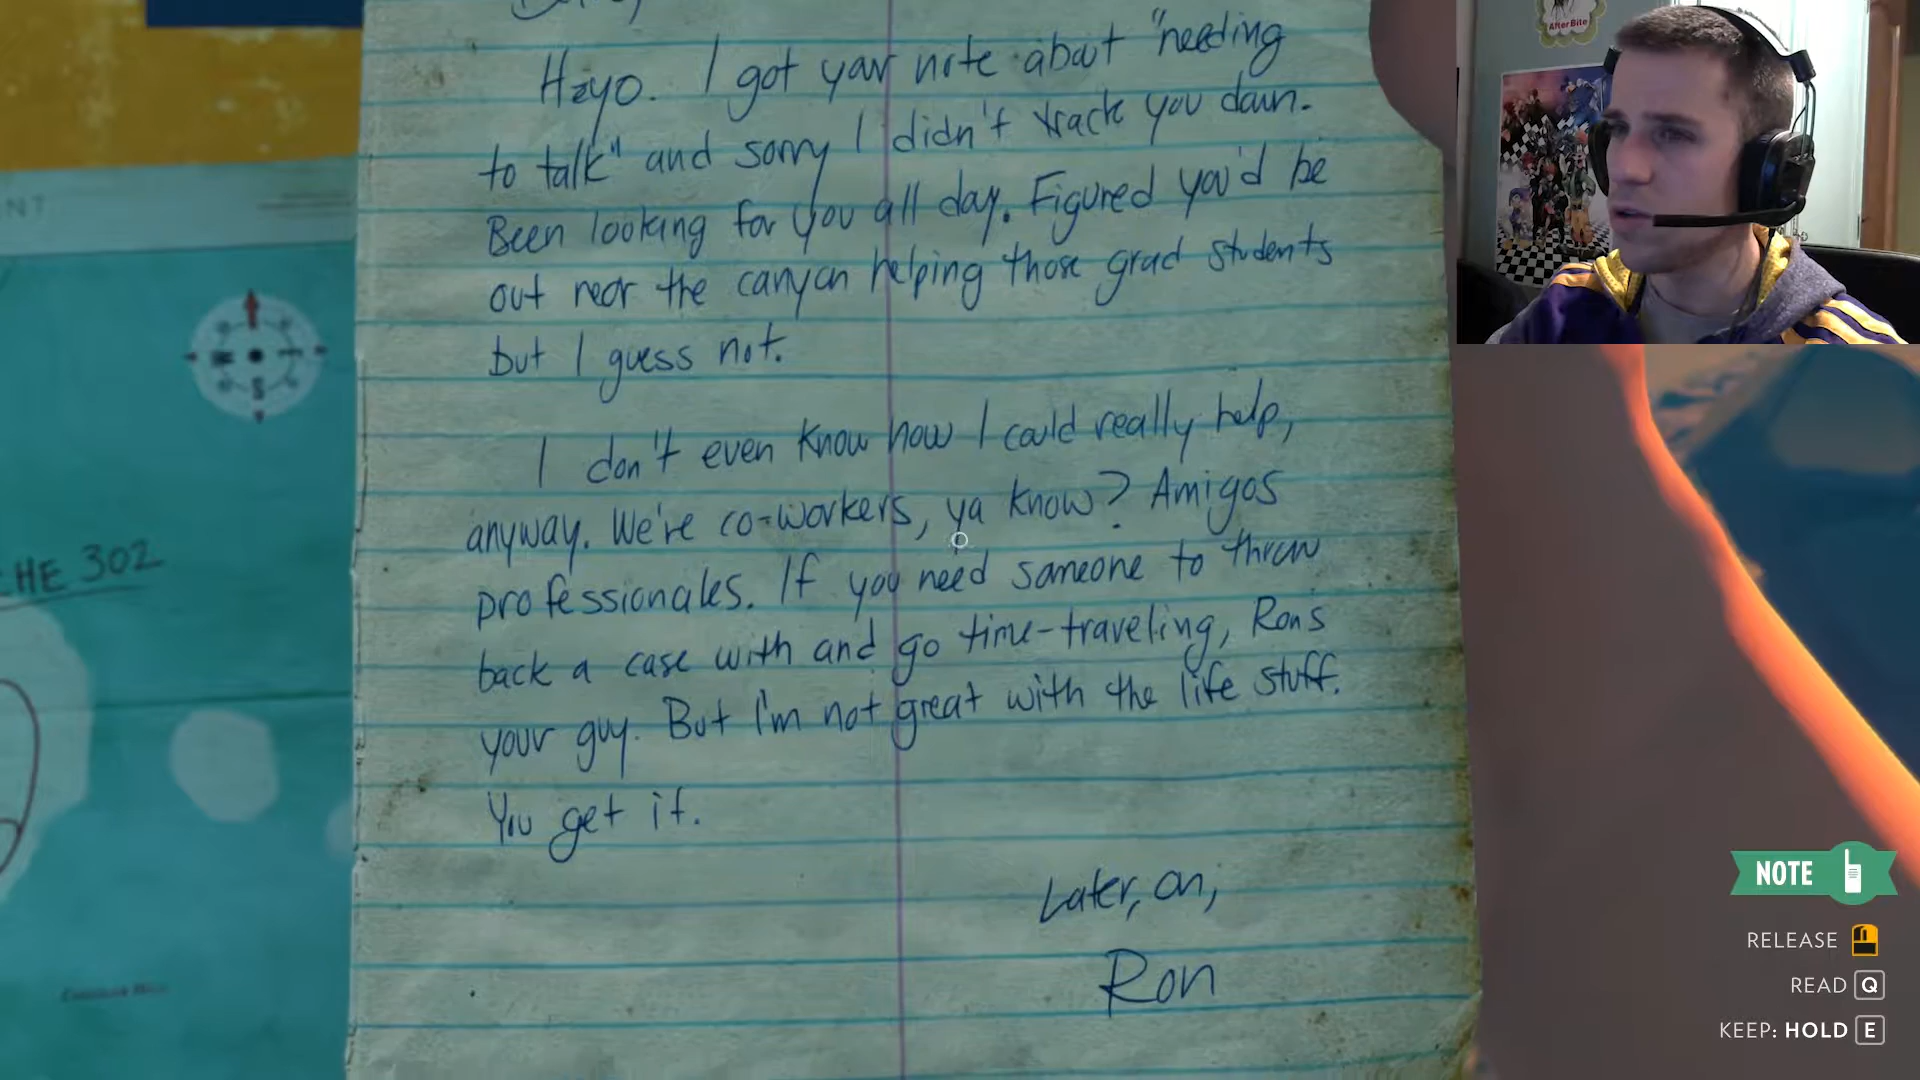 Heyo. I got your note about "needing
to talk" and sorry I didn't track you down.
Been looking for you all day. Figured you'd be
out near the canyon helping those grad students
but I guess not.
I don't even know how I could really help,
anyway. We're co-workers, ya know? Amigos
professionales. If you need someone to throw
back a case with and go time-traveling, Rons
your guy. But I'm not great with the life stuff.
You get it.
Later, on,
Ron
HE 302
NT
After Bite
NOTE
RELEASE
READ Q
KEEP: HOLD E